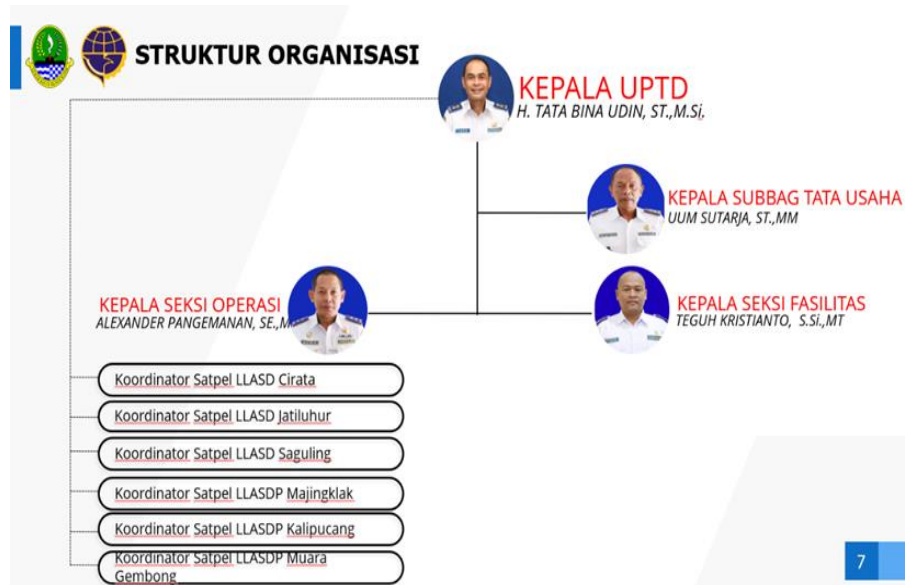 STRUKTUR ORGANISASI
KEPALA UPTD
H. TATA BINA UDIN, ST.,M.Si.
KEPALA SUBBAG TATA USAHA
UUM SUTARJA, ST.,MM
KEPALA SEKSI OPERASI
ALEXANDER PANGEMANAN, SE.,M
KEPALA SEKSI FASILITAS
TEGUH KRISTIANTO, S.Si.,MT
Koordinator Satpel LLASD Cirata
Koordinator Satpel LLASD Jatiluhur
Koordinator Satpel LLASD Saguling
Koordinator Satpel LLASDP Majingklak
Koordinator Satpel LLASDP Kalipucang
Koordinator Satpel LLASDP Muara
Gembong
7